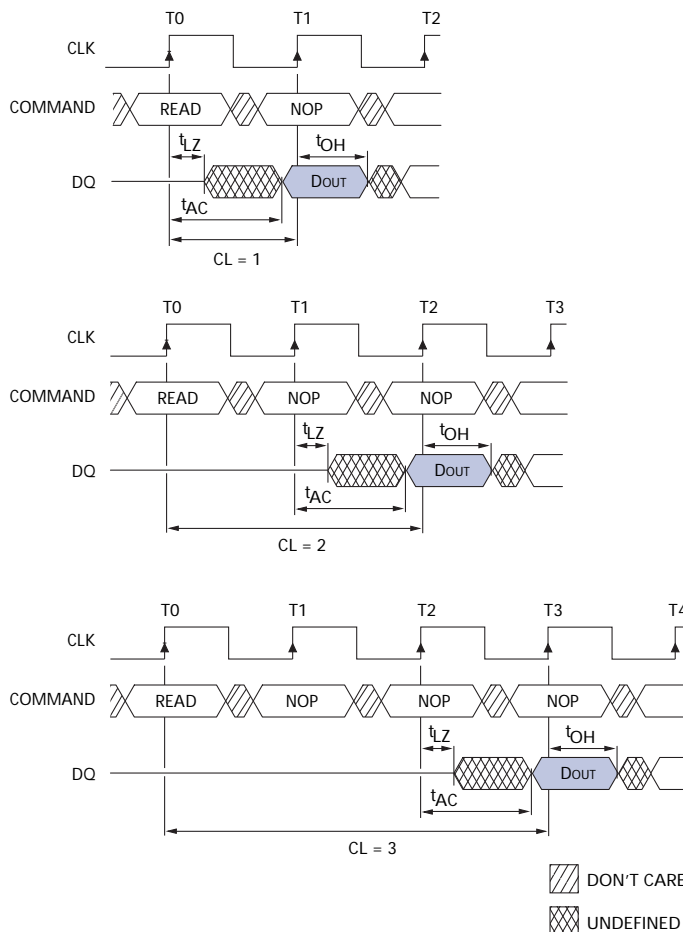 T0 T1 T2
CLK
COMMAND READ NOP
tLZ tOH
DQ DOUT
tAC
CL = 1
T0 T1 T2 T3
CLK
COMMAND READ NOP NOP
tLZ tOH
DQ DOUT
tAC
CL = 2
T0 T1 T2 T3 T4
CLK
COMMAND READ NOP NOP NOP
tLZ tOH
DQ DOUT
tAC
CL = 3
DON'T CARE
UNDEFINED